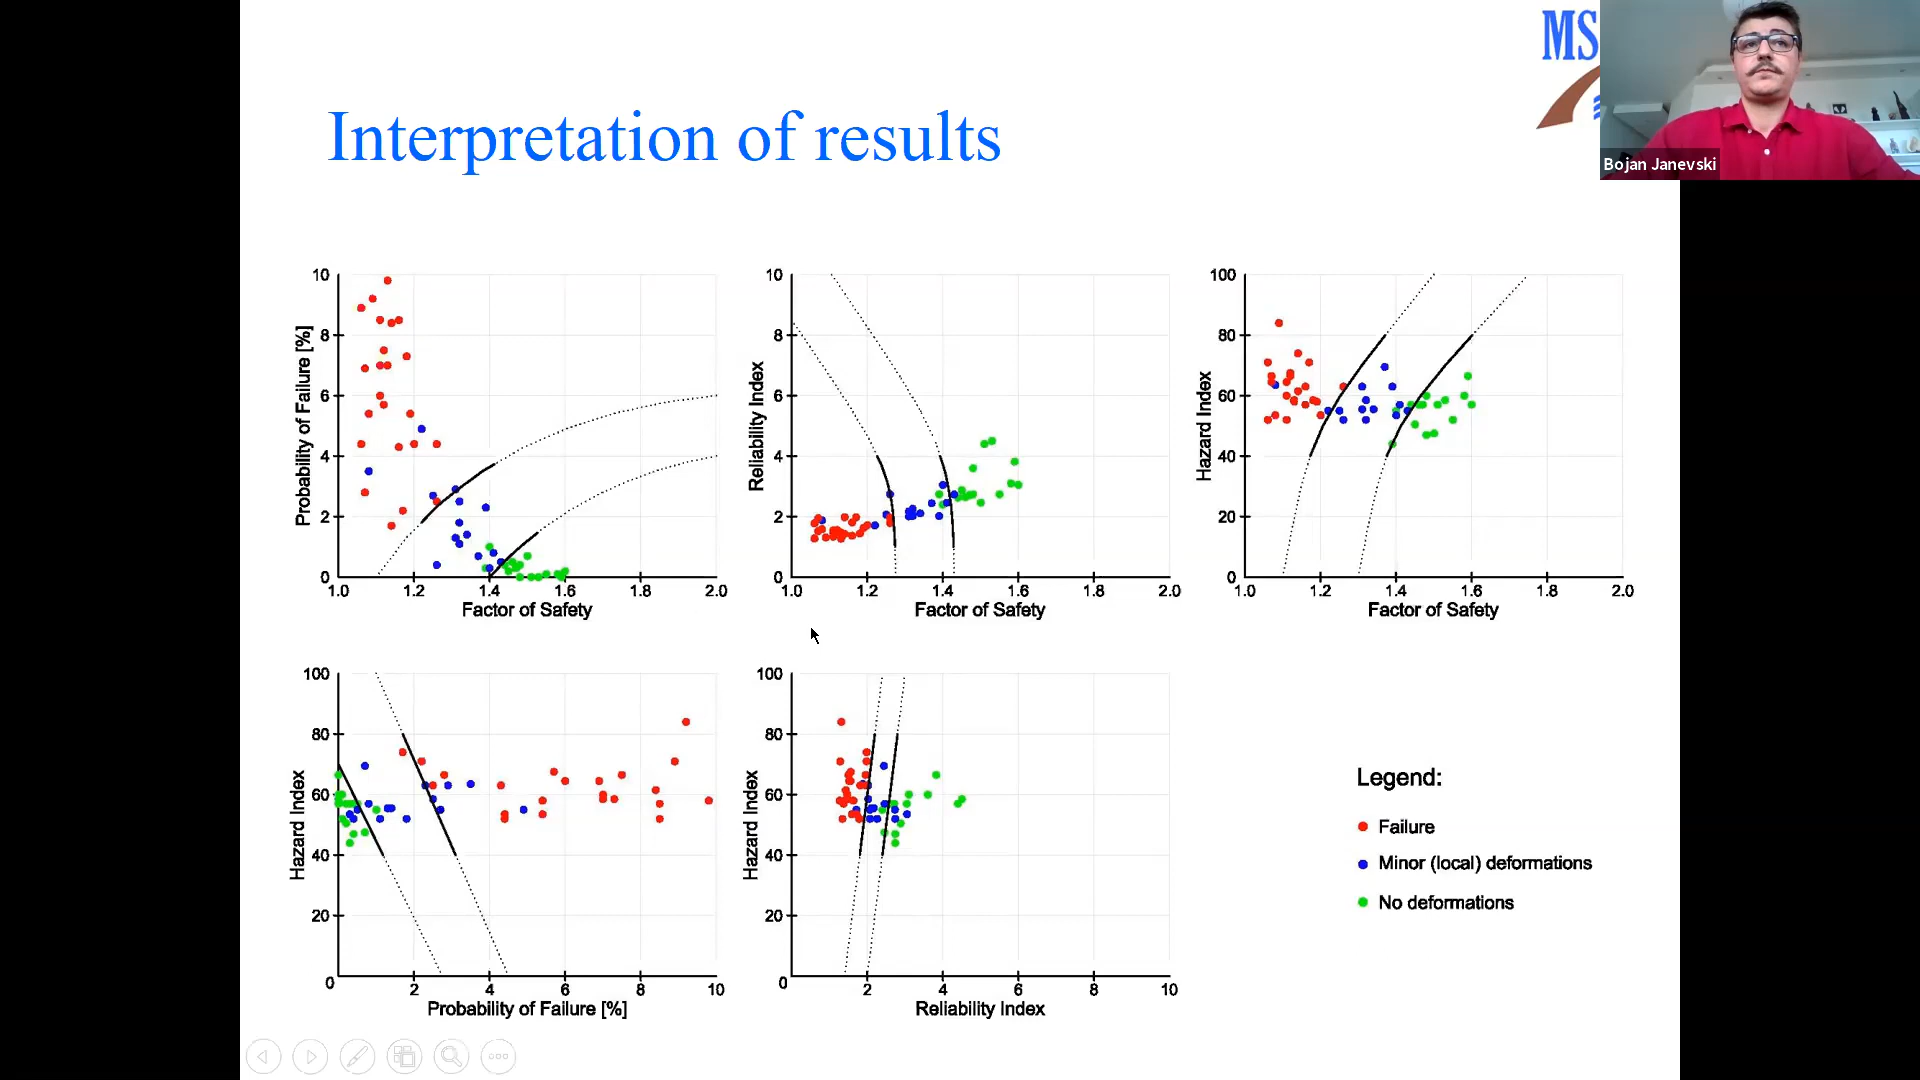 MS
Bojan Janevski
Interpretation of results
10
8
6
4
2
0
1.0 1.2 1.4 1.6 1.8 2.0
Probability of Failure [%]
Factor of Safety
10
8
6
4
2
0
1.0 1.2 1.4 1.6 1.8 2.0
Reliability Index
Factor of Safety
100
80
60
40
20
0
1.0 1.2 1.4 1.6 1.8 2.0
Hazard Index
Factor of Safety
100
80
60
40
20
0
2 4 6 8 10
Hazard Index
Probability of Failure [%]
100
80
60
40
20
0
2 4 6 8 10
Hazard Index
Reliability Index
Legend:
Failure
Minor (local) deformations
No deformations